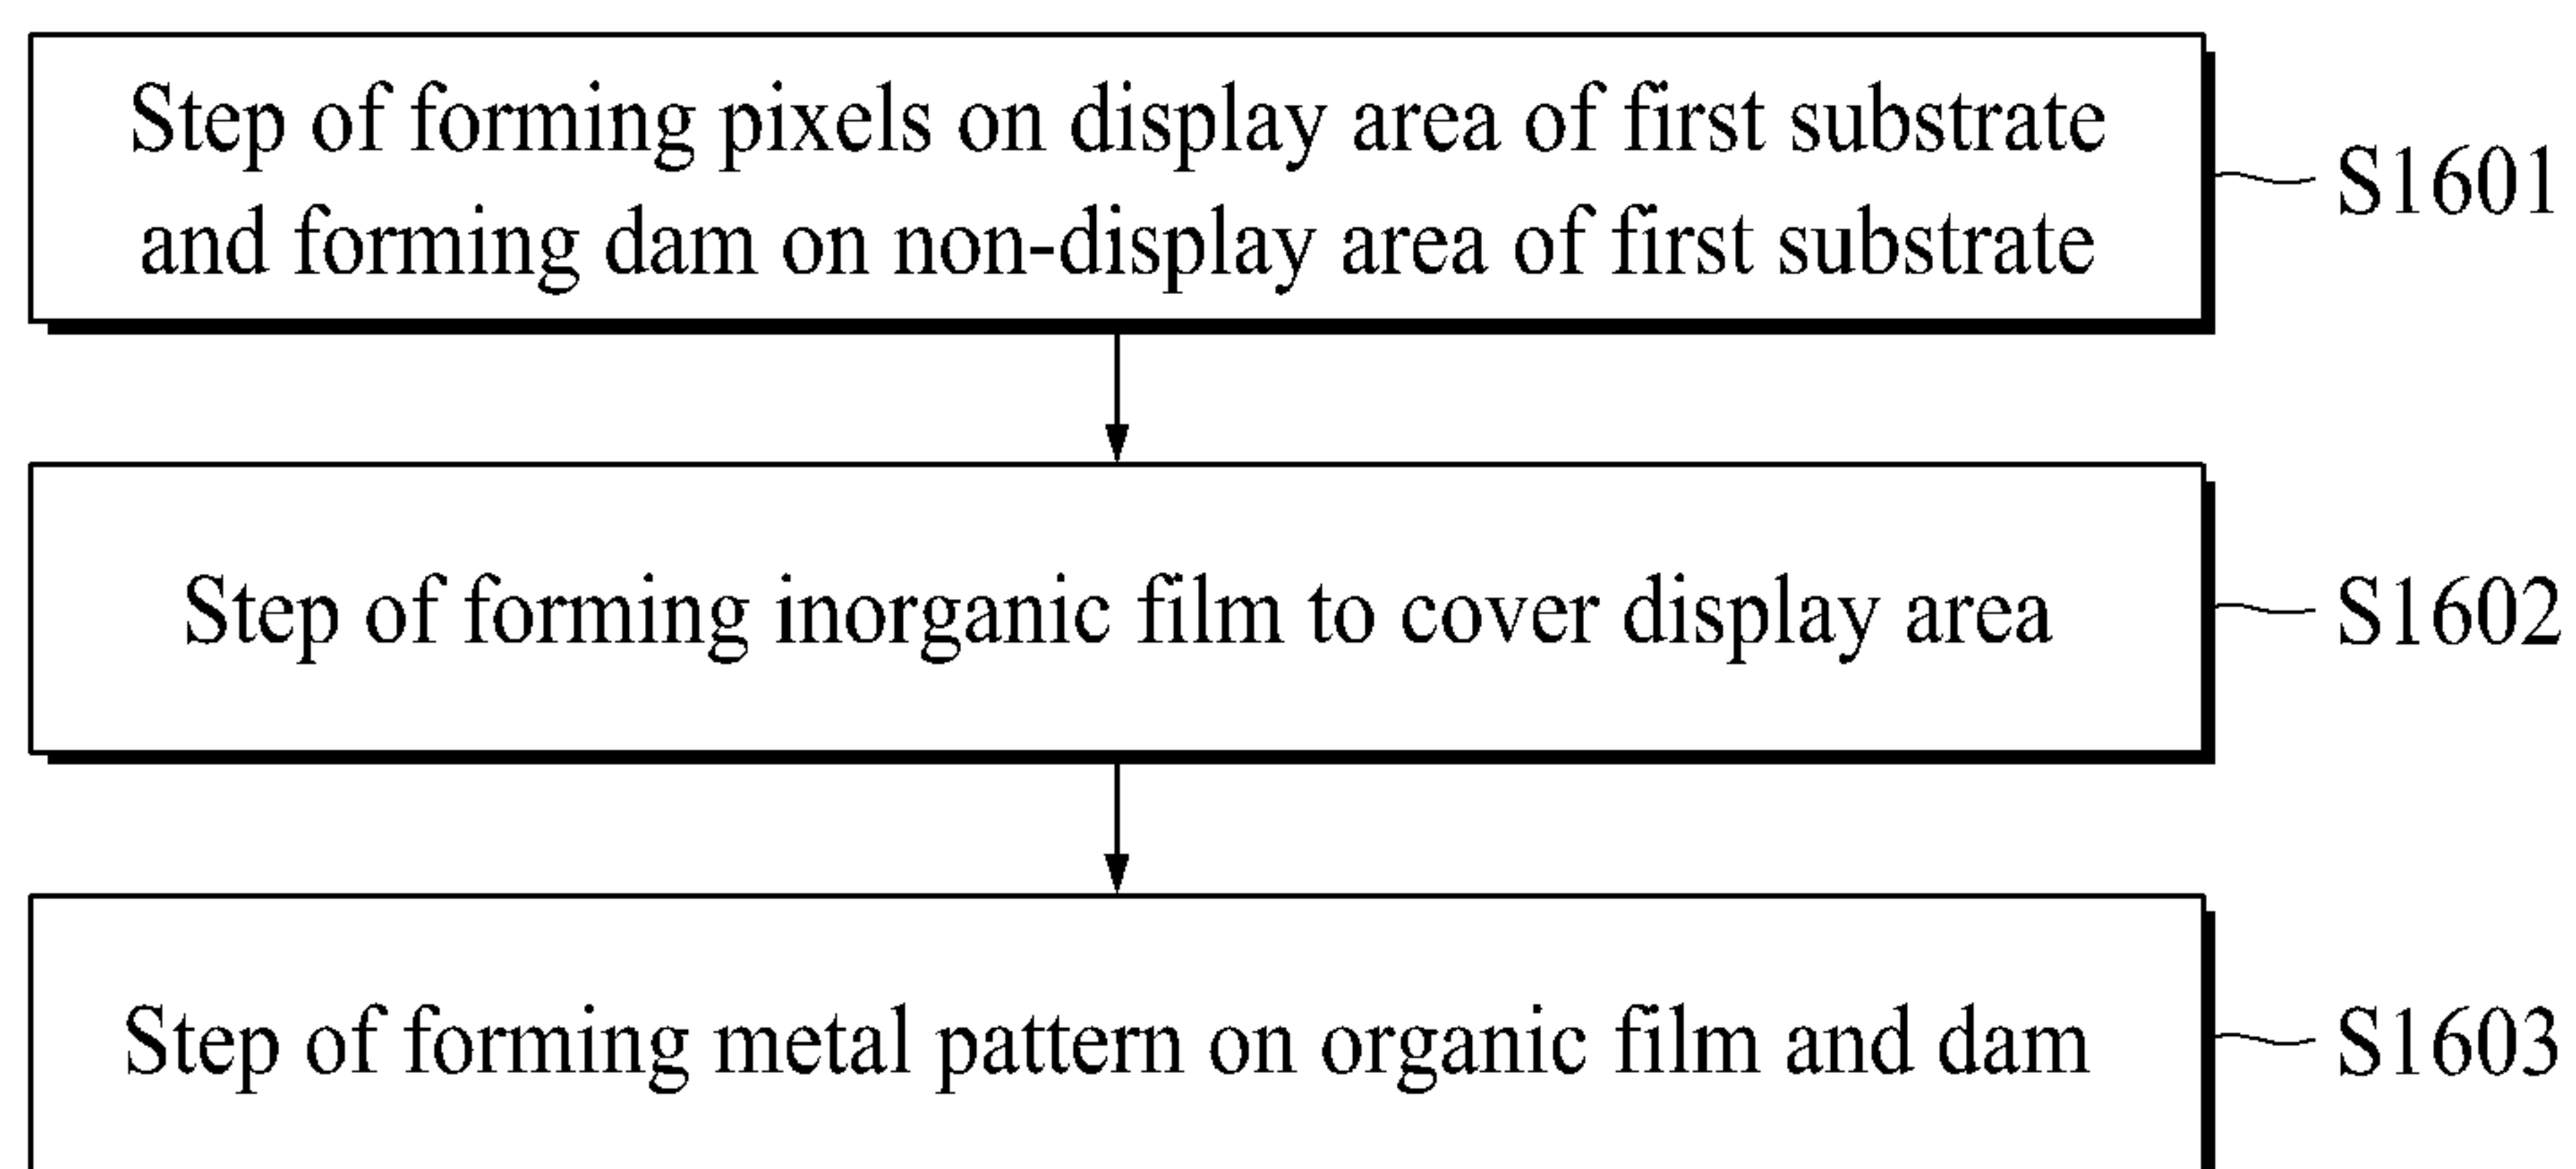 Step of forming pixels on display area of first substrate
and forming dam on non-display area of first substrate
S1601
Step of forming inorganic film to cover display area
S1602
Step of forming metal pattern on organic film and dam
S1603